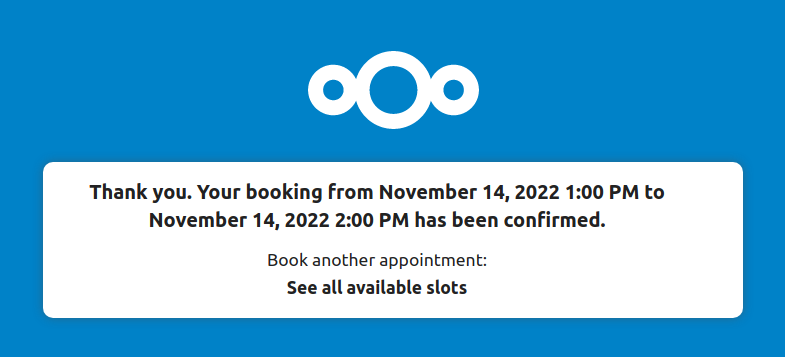 Thank you. Your booking from November 14, 2022 1:00 PM to
November 14, 2022 2:00 PM has been confirmed.
Book another appointment:
See all available slots